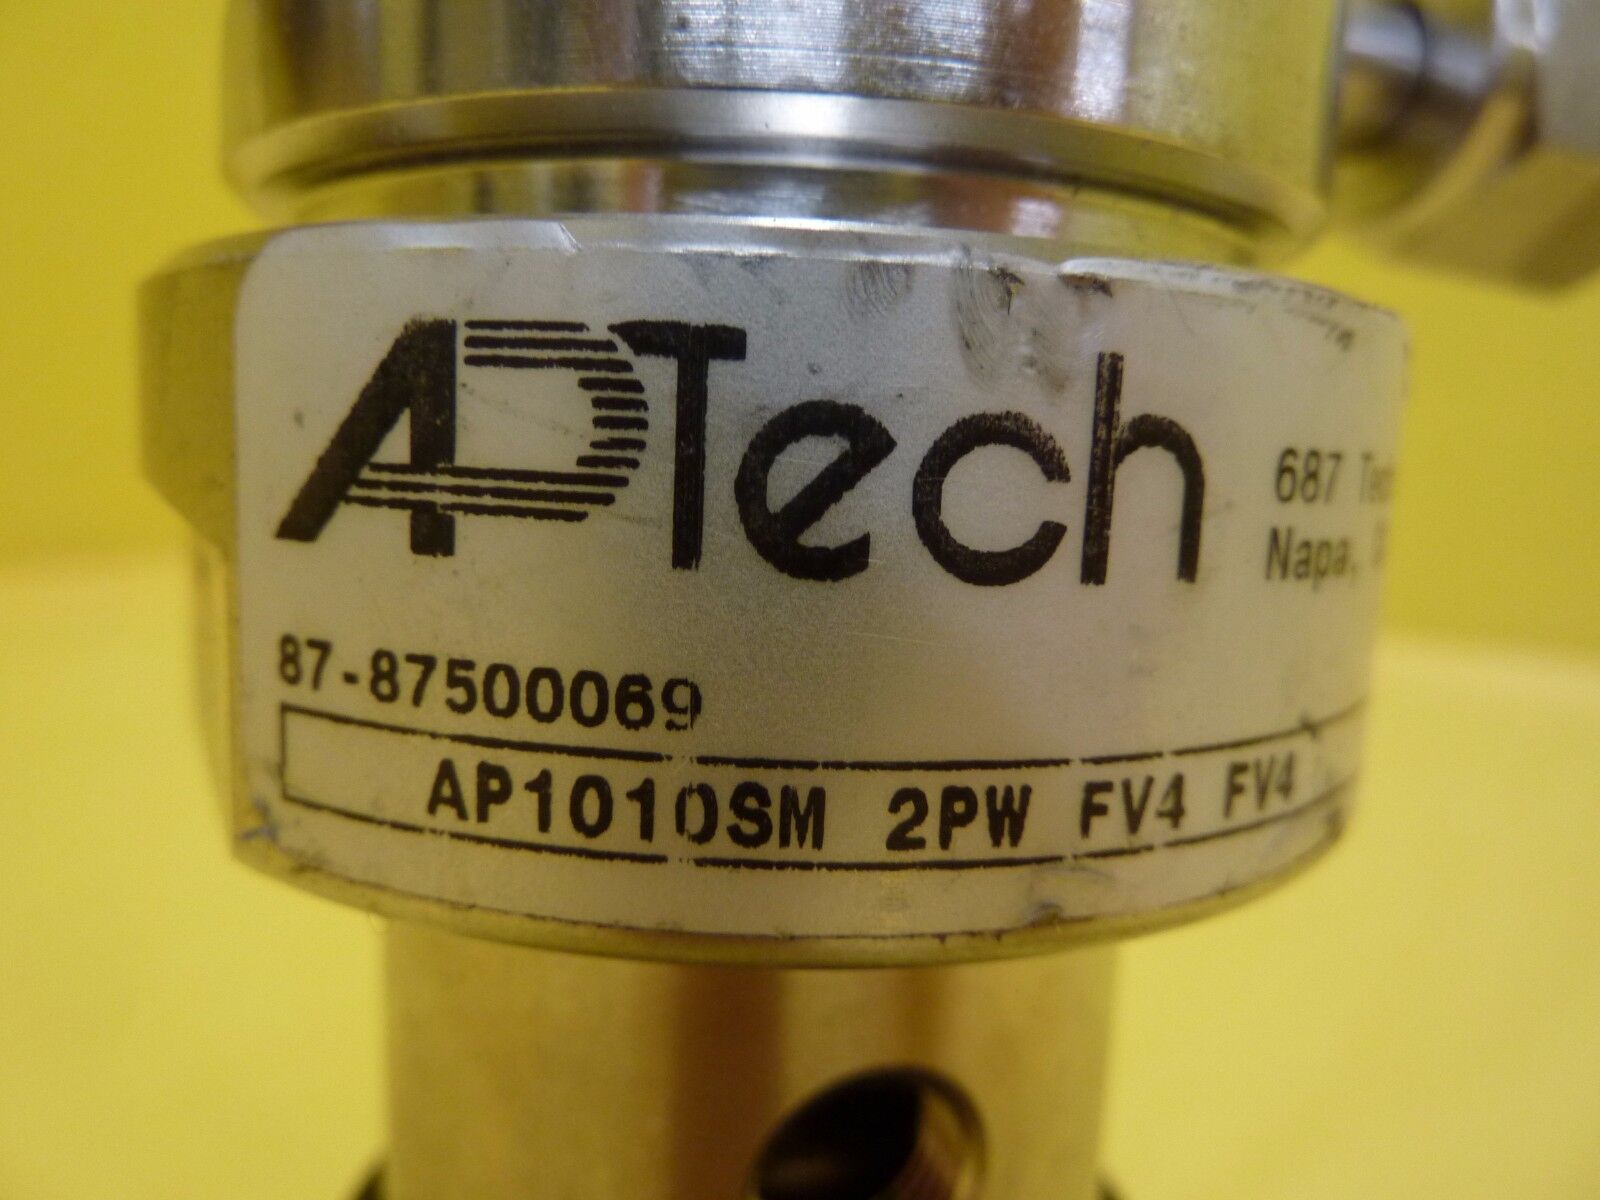 APTech
687
Napa,
87-87500069
AP1010SM 2PW FV4 FV4